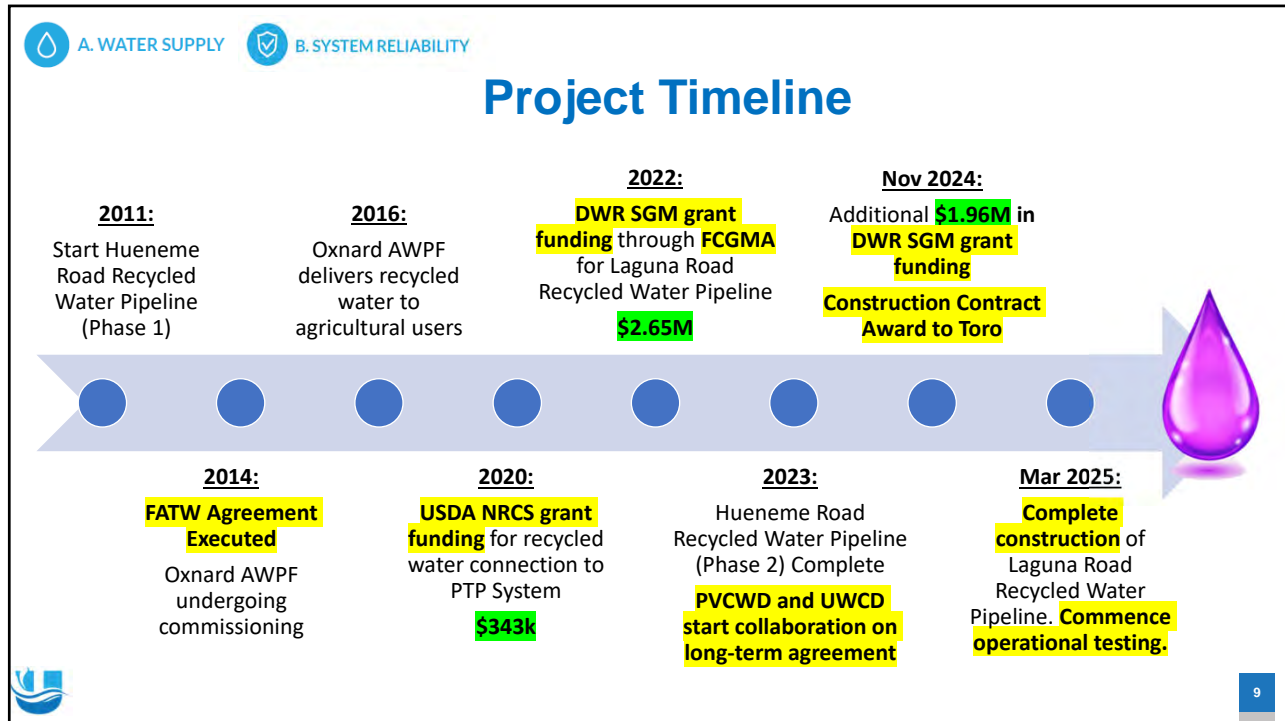 A. WATER SUPPLY
B. SYSTEM RELIABILITY
Project Timeline
2011:
Start Hueneme
Road Recycled
Water Pipeline
(Phase 1)
2016:
Oxnard AWPF
delivers recycled
water to
agricultural users
2022:
DWR SGM grant
funding through FCGMA
for Laguna Road
Recycled Water Pipeline
$2.65M
Nov 2024:
Additional $1.96M in
DWR SGM grant
funding
Construction Contract
Award to Toro
2014:
FATW Agreement
Executed
Oxnard AWPF
undergoing
commissioning
2020:
USDA NRCS grant
funding for recycled
water connection to
PTP System
$343k
2023:
Hueneme Road
Recycled Water Pipeline
(Phase 2) Complete
PVCWD and UWCD
start collaboration on
long-term agreement
Mar 2025:
Complete
construction of
Laguna Road
Recycled Water
Pipeline. Commence
operational testing.
9